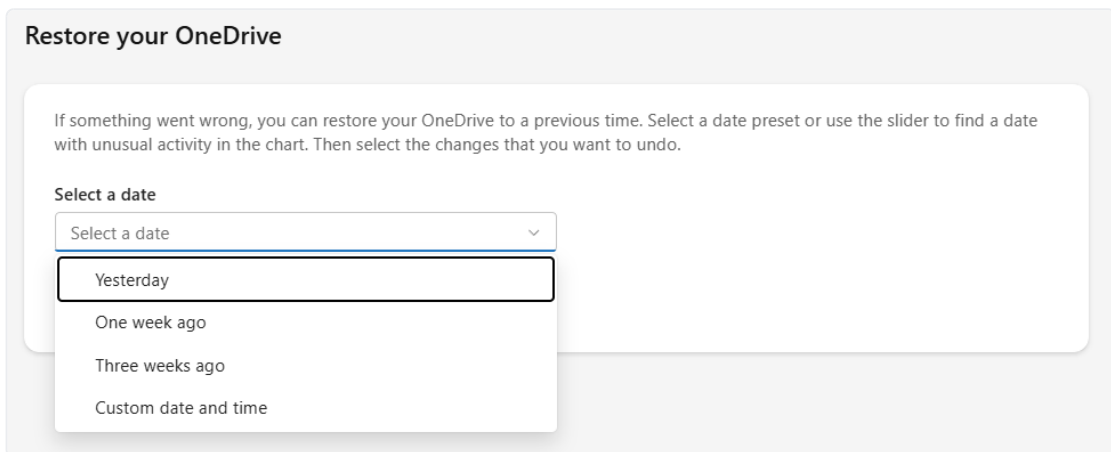 Restore your OneDrive
If something went wrong, you can restore your OneDrive to a previous time. Select a date preset or use the slider to find a date
with unusual activity in the chart. Then select the changes that you want to undo.
Select a date
Select a date
Yesterday
One week ago
Three weeks ago
Custom date and time